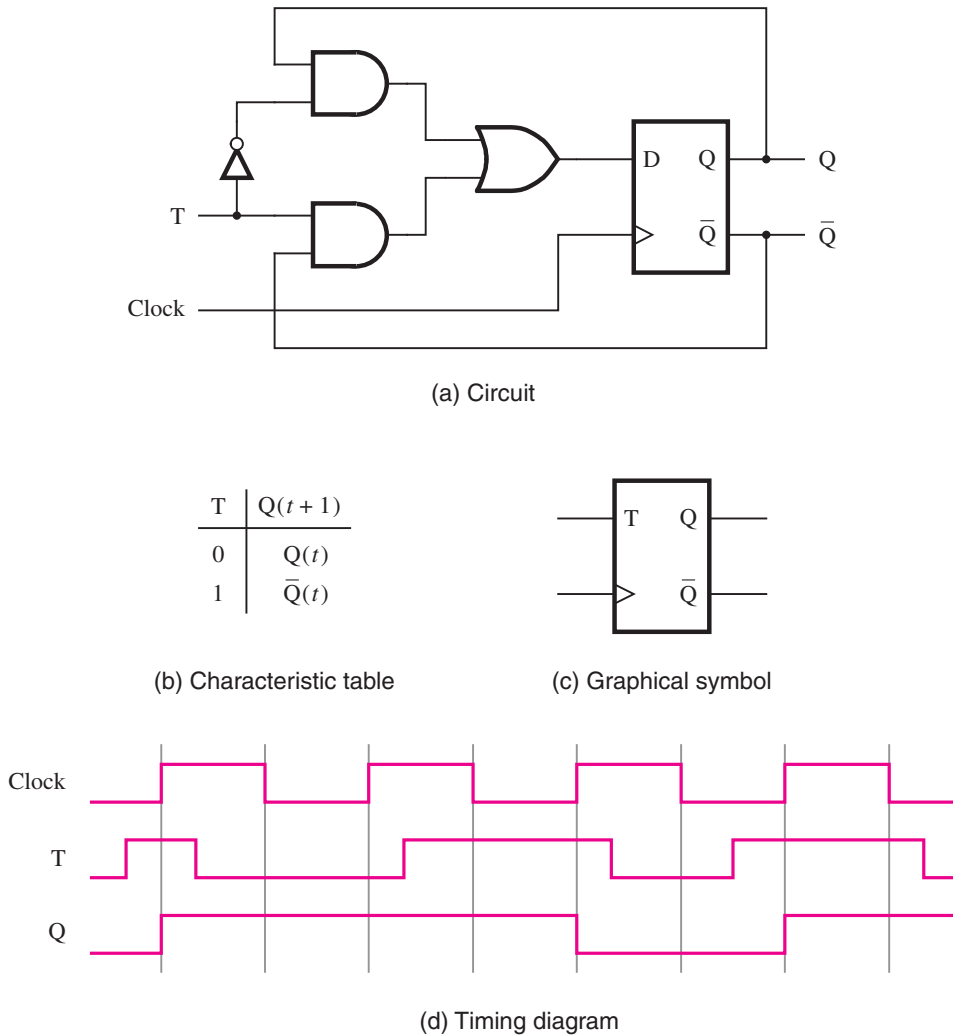 D Q Q
T Q̅ Q̅
Clock
(a) Circuit
T Q(t + 1)
0 Q(t)
1 Q̅(t)
T Q
Q̅
(b) Characteristic table
(c) Graphical symbol
Clock
T
Q
(d) Timing diagram